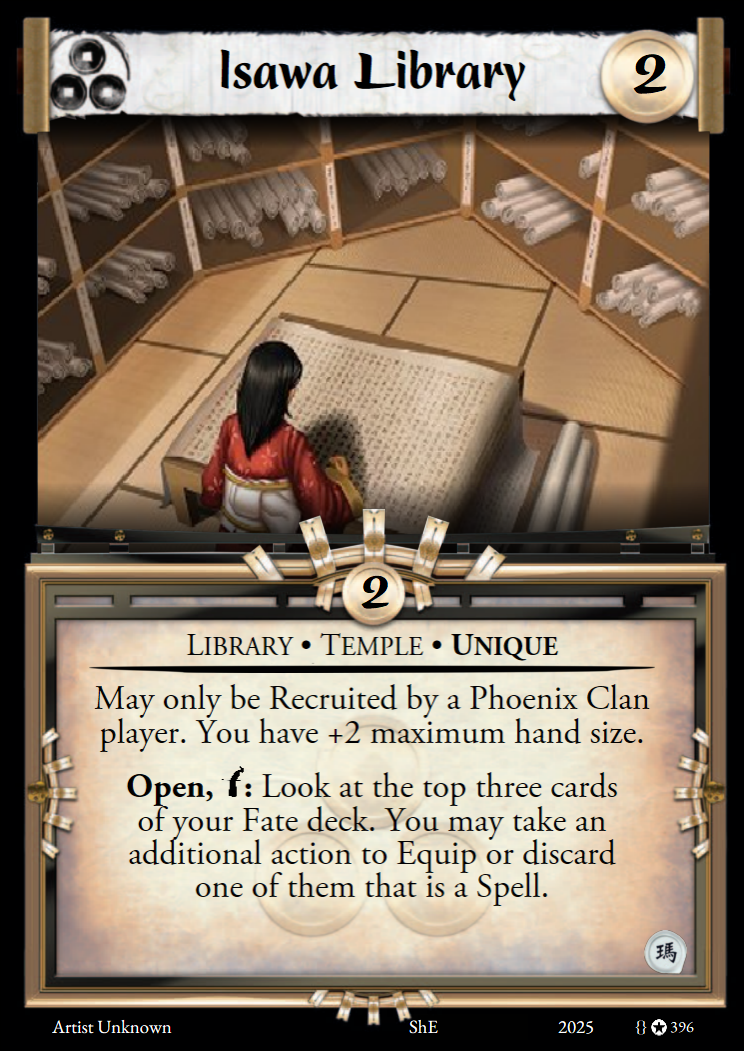 Isawa Library
2
2
Library • Temple • Unique
May only be Recruited by a Phoenix Clan
player. You have +2 maximum hand size.
Open, : Look at the top three cards
of your Fate deck. You may take an
additional action to Equip or discard
one of them that is a Spell.
瑪
Artist Unknown ShE 2025 {} 396